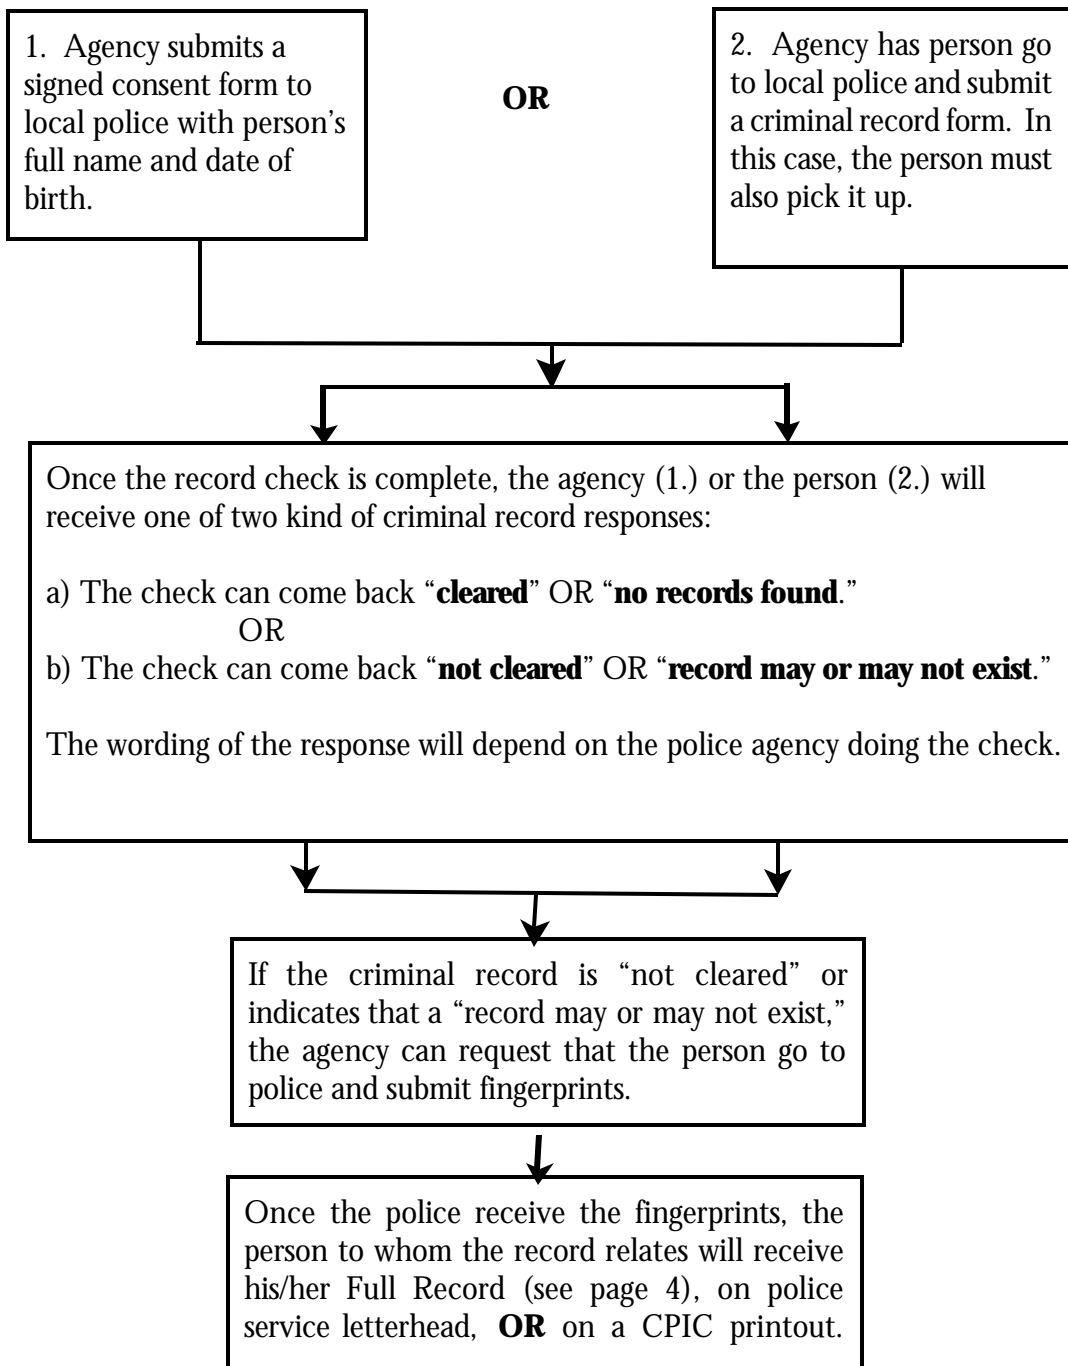 1. Agency submits a
signed consent form to
local police with person’s
full name and date of
birth.
OR
2. Agency has person go
to local police and submit
a criminal record form. In
this case, the person must
also pick it up.
Once the record check is complete, the agency (1.) or the person (2.) will
receive one of two kind of criminal record responses:
a) The check can come back “cleared” OR “no records found.”
OR
b) The check can come back “not cleared” OR “record may or may not exist.”
The wording of the response will depend on the police agency doing the check.
If the criminal record is “not cleared” or
indicates that a “record may or may not exist,”
the agency can request that the person go to
police and submit fingerprints.
Once the police receive the fingerprints, the
person to whom the record relates will receive
his/her Full Record (see page 4), on police
service letterhead, OR on a CPIC printout.